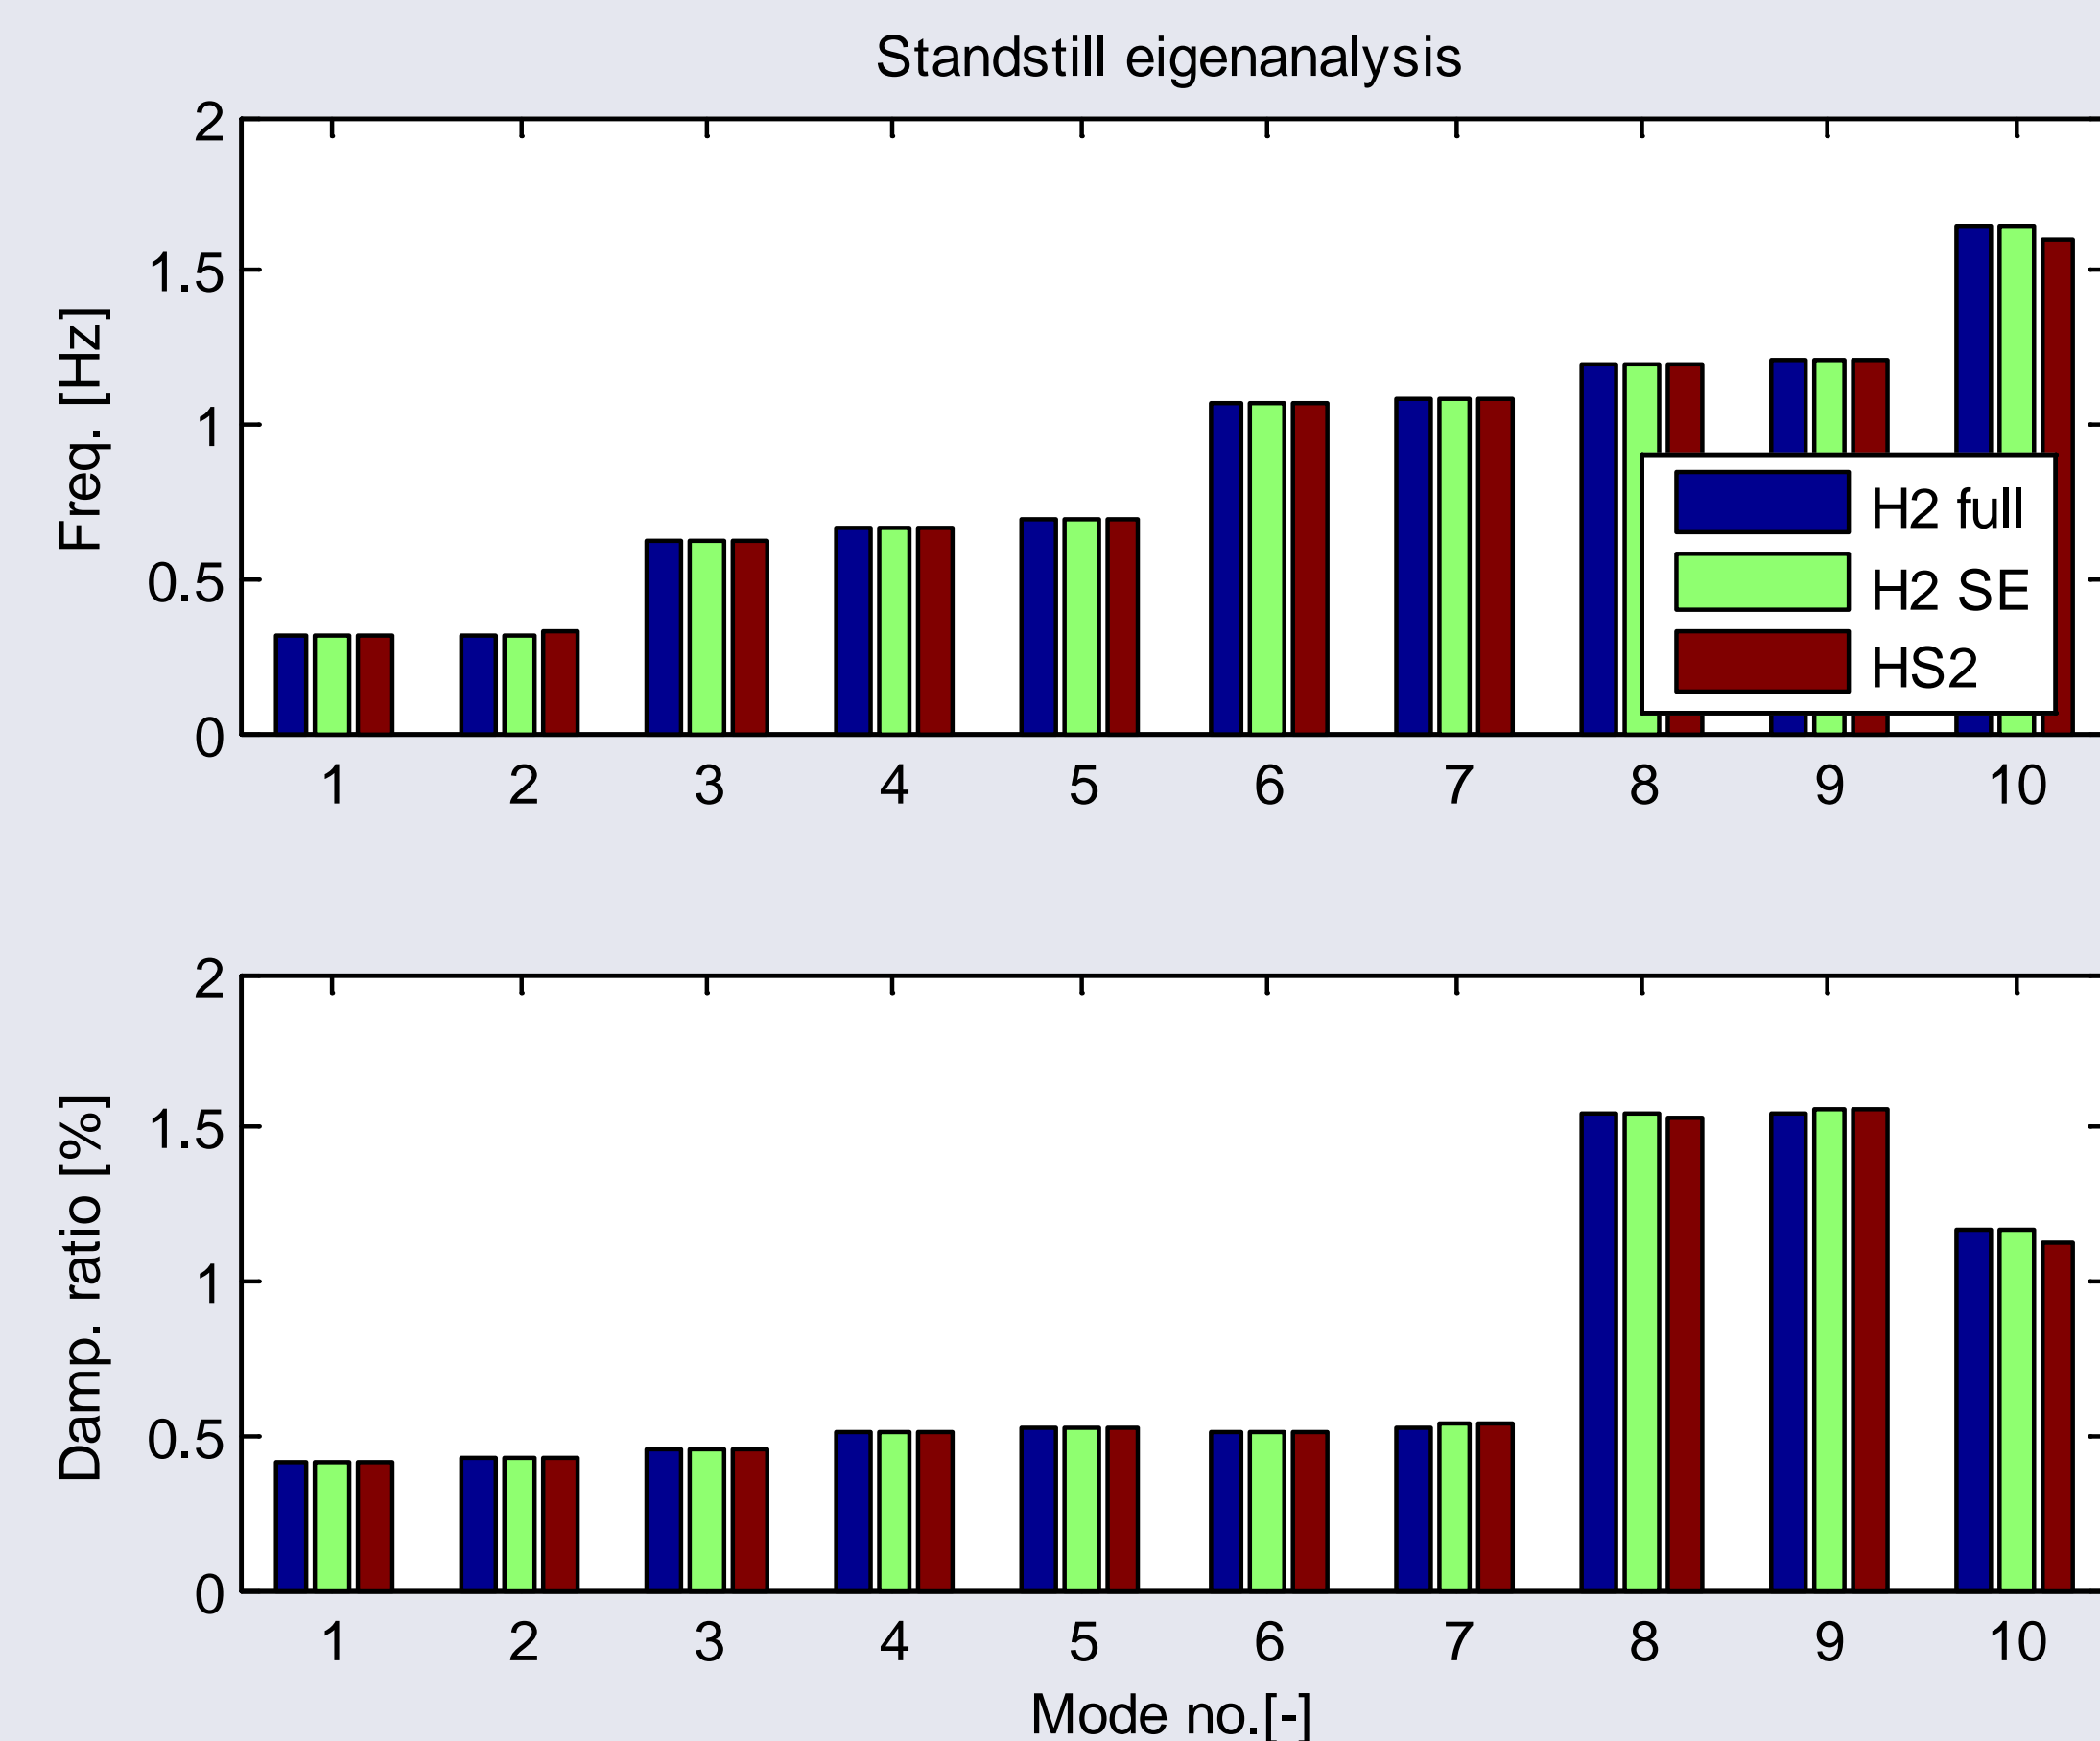 Standstill eigenanalysis
2
1.5
1
0.5
0
Freq. [Hz]
H2 full
H2 SE
HS2
1 2 3 4 5 6 7 8 9 10
2
1.5
1
0.5
0
Damp. ratio [%]
1 2 3 4 5 6 7 8 9 10
Mode no.[-]